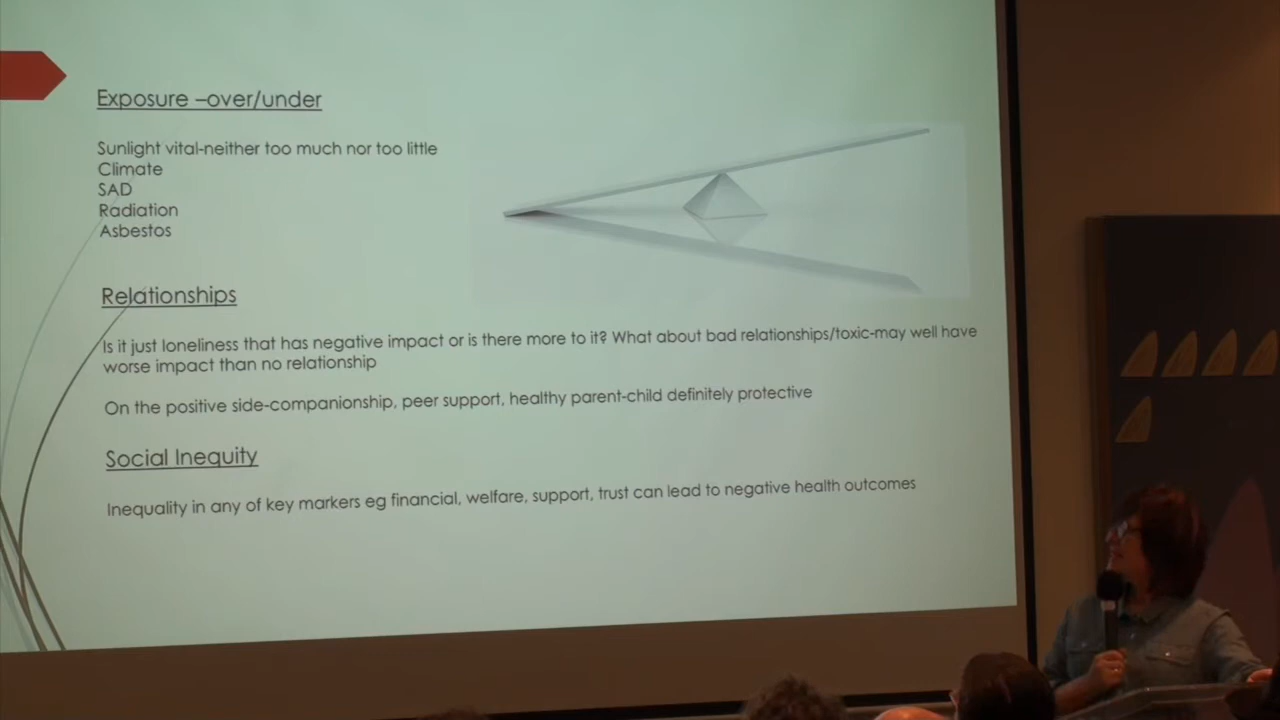 Exposure –over/under
Sunlight vital-neither too much nor too little
Climate
SAD
Radiation
Asbestos
Relationships
Is it just loneliness that has negative impact or is there more to it? What about bad relationships/toxic-may well have
worse impact than no relationship
On the positive side-companionship, peer support, healthy parent-child definitely protective
Social Inequity
Inequality in any of key markers eg financial, welfare, support, trust can lead to negative health outcomes